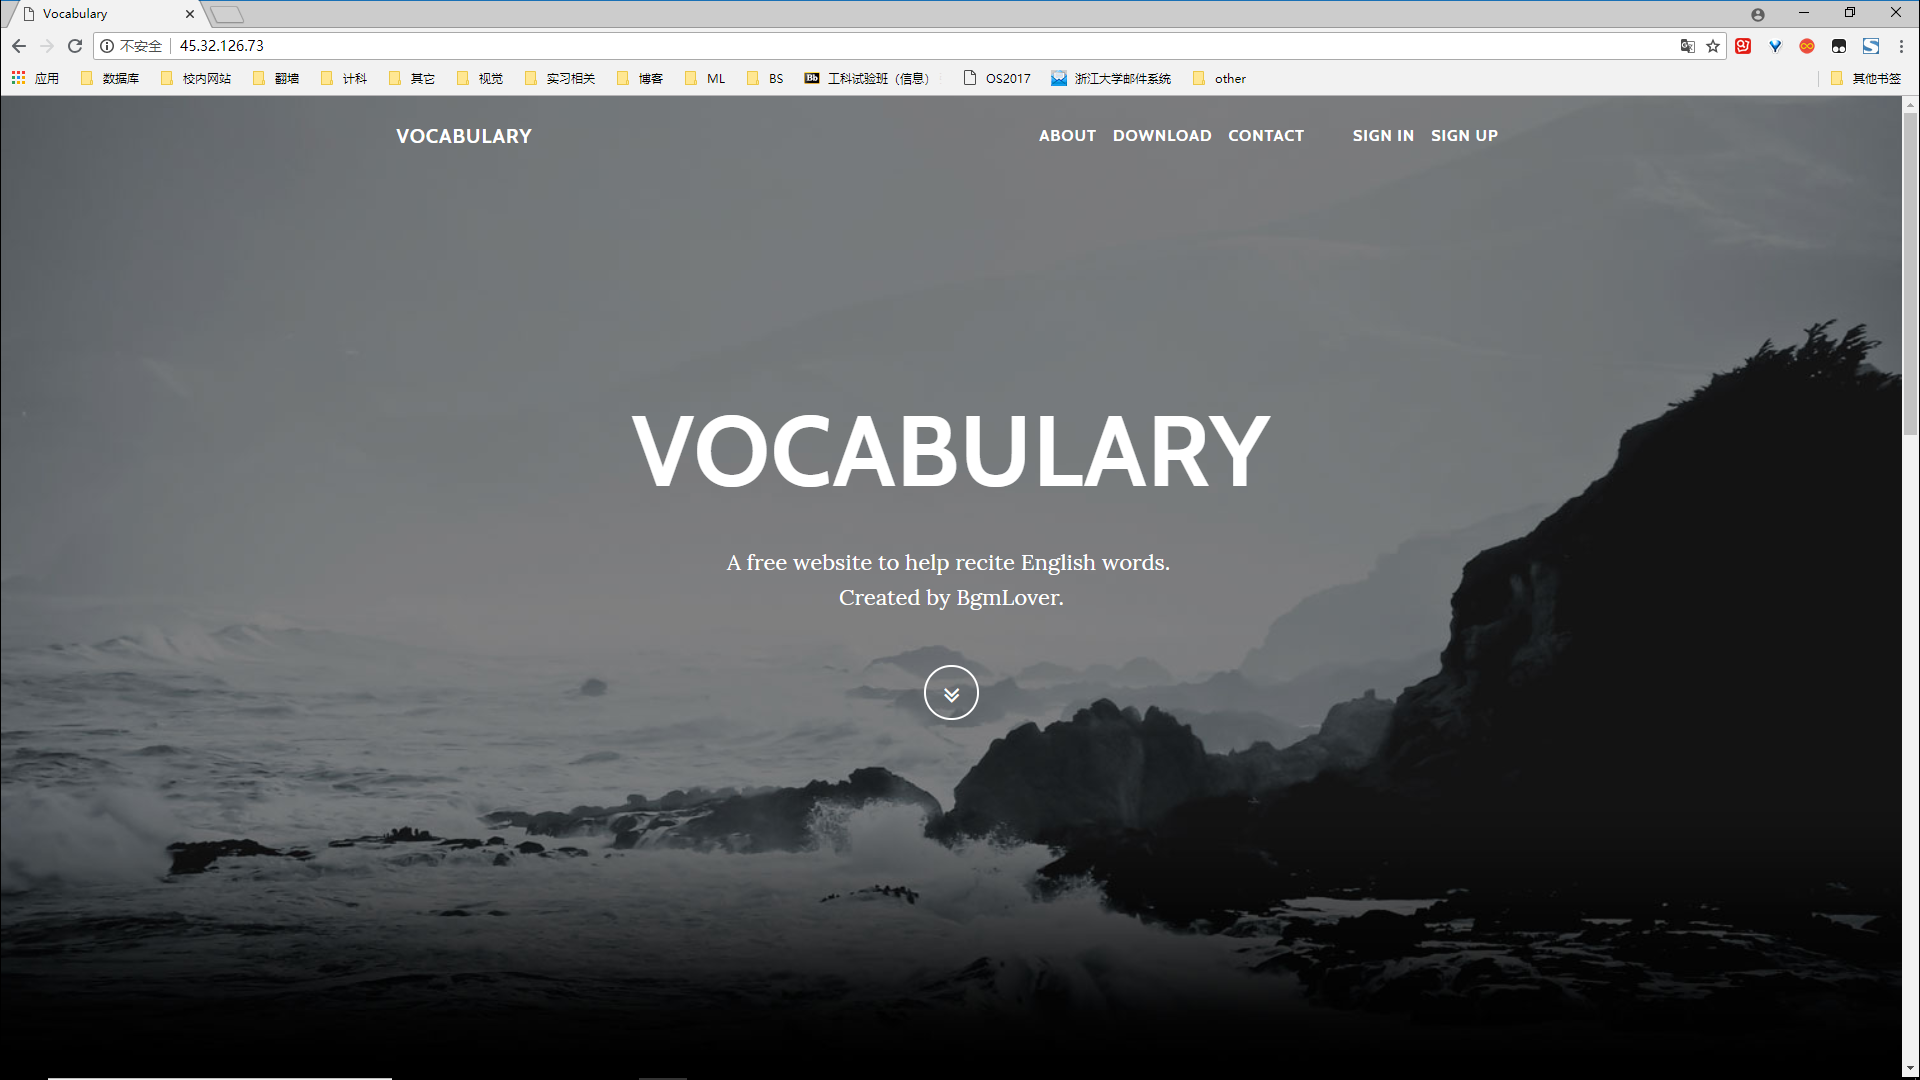 Vocabulary
不安全 45.32.126.73
应用 数据库 校内网站 翻墙 计科 其它 视觉 实习相关 博客 ML BS Bb 工科试验班（信息） OS2017 浙江大学邮件系统 other 其他书签
VOCABULARY ABOUT DOWNLOAD CONTACT SIGN IN SIGN UP
VOCABULARY
A free website to help recite English words.
Created by BgmLover.